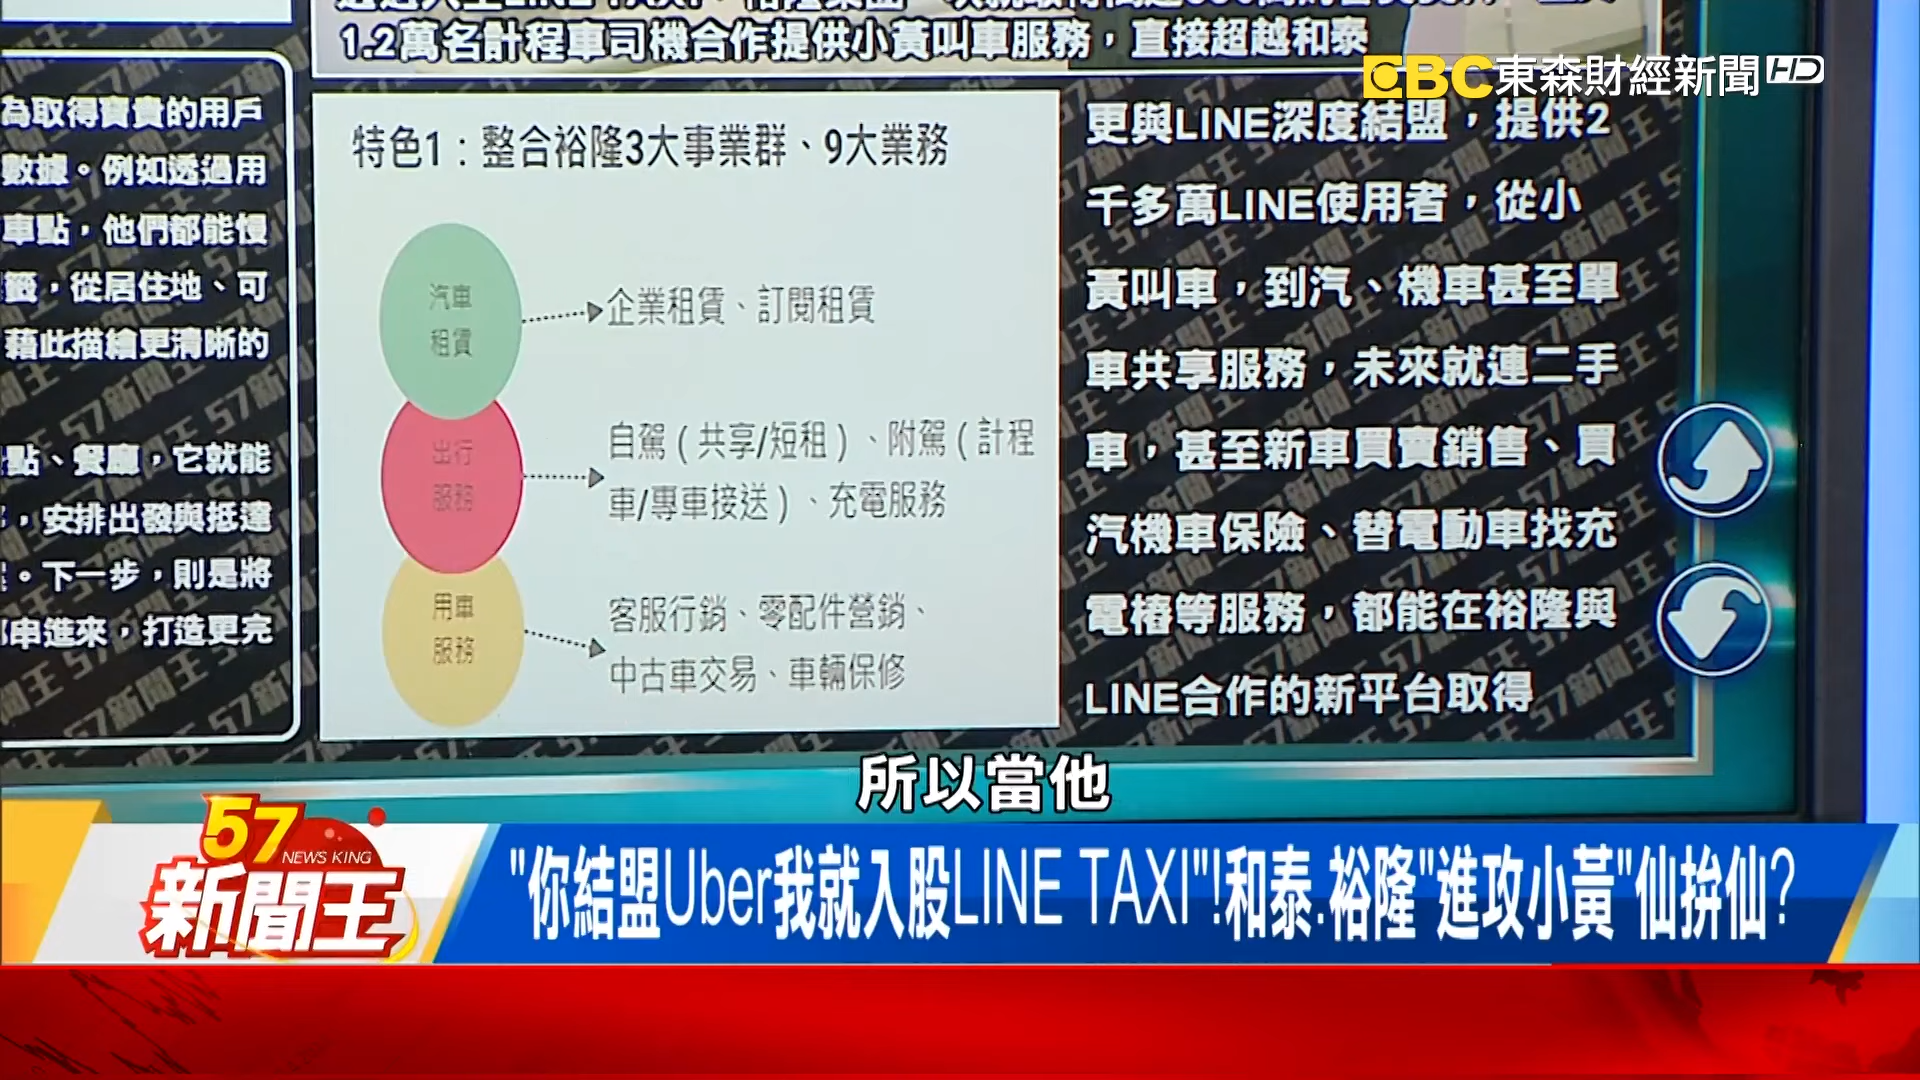 1.2萬名計程車司機合作提供小黃叫車服務，直接超越和泰
EBC東森財經新聞HD
為取得寶貴的用戶
數據。例如透過用
車點，他們都能慢
籤，從居住地、可
藉此描繪更清晰的
點、餐廳，它就能
，安排出發與抵達
。下一步，則是將
串進來，打造更完
特色1：整合裕隆3大事業群、9大業務
汽車
租賃
企業租賃、訂閱租賃
出行
服務
自駕（共享/短租）、附駕（計程
車/專車接送）、充電服務
用車
服務
客服行銷、零配件營銷、
中古車交易、車輛保修
更與LINE深度結盟，提供2
千多萬LINE使用者，從小
黃叫車，到汽、機車甚至單
車共享服務，未來就連二手
車，甚至新車買賣銷售、買
汽機車保險、替電動車找充
電樁等服務，都能在裕隆與
LINE合作的新平台取得
所以當他
57
NEWS KING
新聞王
"你結盟Uber我就入股LINE TAXI"!和泰.裕隆"進攻小黃"仙拚仙?